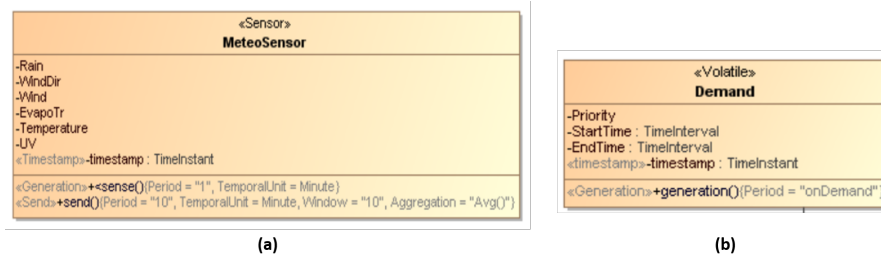 «Sensor»
MeteoSensor
-Rain
-WindDir
-Wind
-EvapoTr
-Temperature
-UV
«Timestamp»-timestamp : TimeInstant
«Generation»+<sense(){Period = "1", TemporalUnit = Minute}
«Send»+send(){Period = "10", TemporalUnit = Minute, Window = "10", Aggregation = "Avg()"}
(a)
«Volatile»
Demand
-Priority
-StartTime : TimeInterval
-EndTime : TimeInterval
«timestamp»-timestamp : TimeInstant
«Generation»+generation(){Period = "onDemand"}
(b)